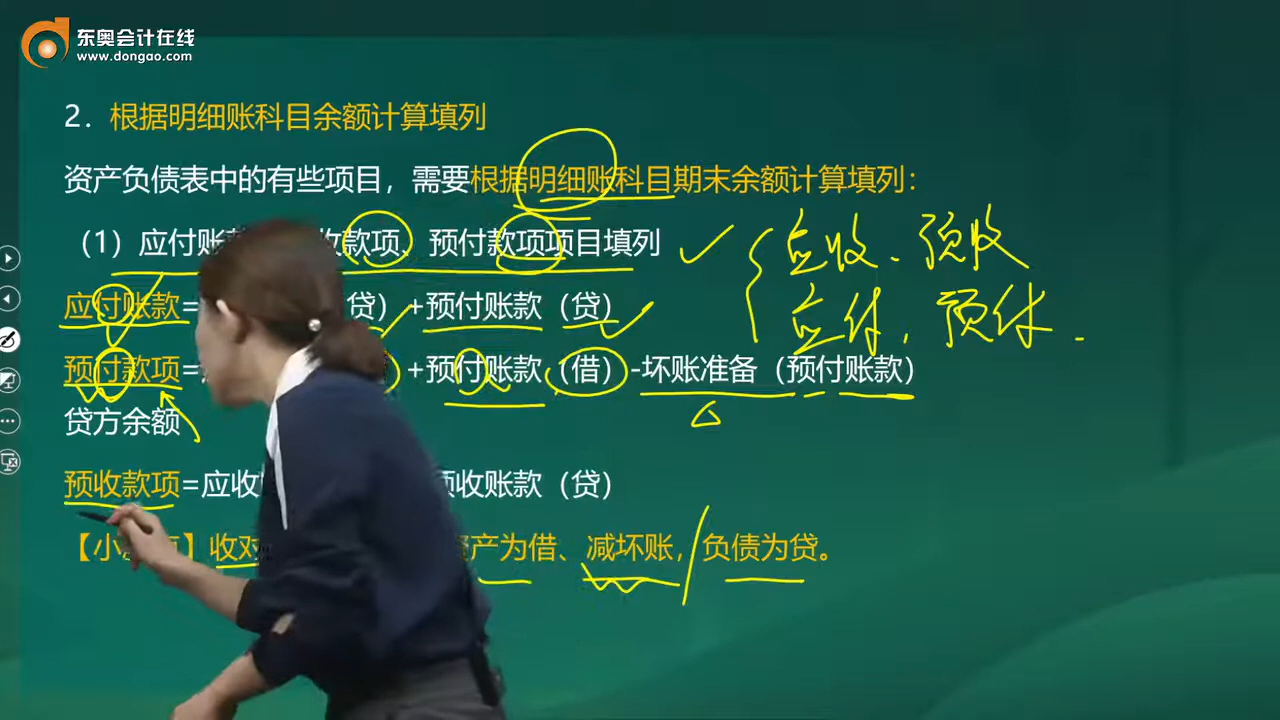 东奥会计在线
www.dongao.com
2. 根据明细账科目余额计算填列
资产负债表中的有些项目，需要根据明细账科目期末余额计算填列：
（1）应付账 收款项、预付款项项目填列
应收、预收
应付账款= 贷）+预付账款（贷）
应付，预付.
预付款项= +预付账款（借）-坏账准备（预付账款）
贷方余额
预收款项=应收 预收账款（贷）
【小 】收对 资产为借、减坏账，负债为贷。